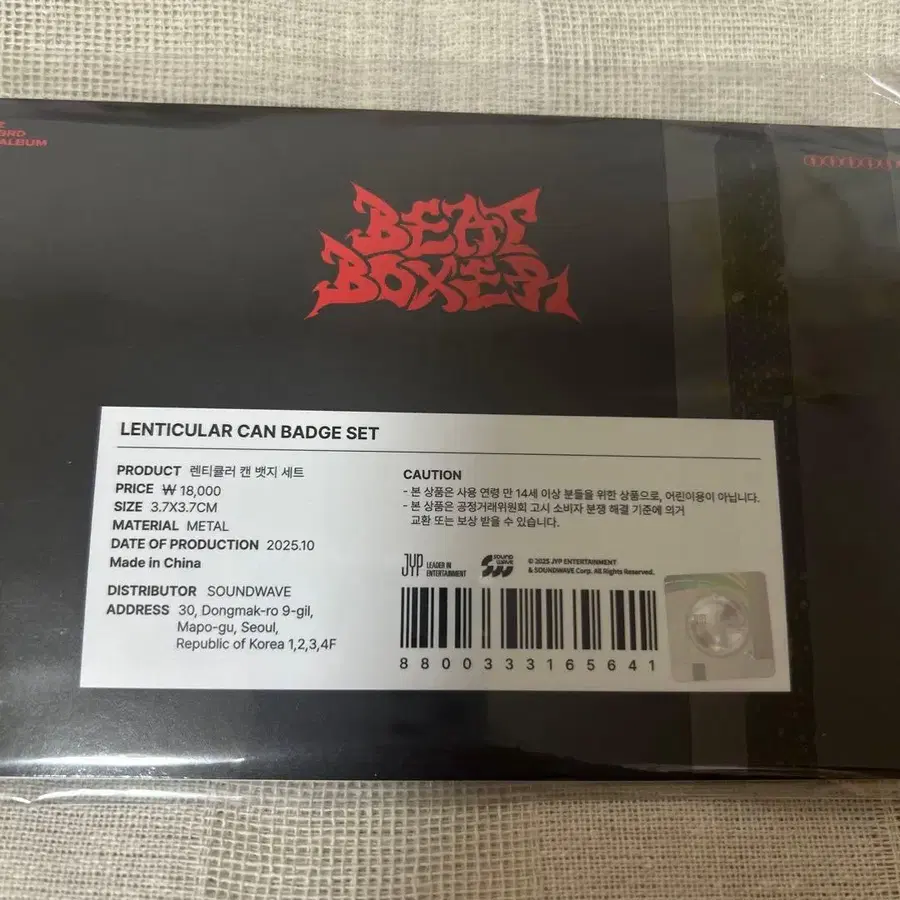 3RD
ALBUM
BEAT
BOXER
LENTICULAR CAN BADGE SET
PRODUCT 렌티큘러 캔 뱃지 세트
PRICE ₩ 18,000
SIZE 3.7X3.7CM
MATERIAL METAL
DATE OF PRODUCTION 2025.10
Made in China
DISTRIBUTOR SOUNDWAVE
ADDRESS 30, Dongmak-ro 9-gil,
Mapo-gu, Seoul,
Republic of Korea 1,2,3,4F
CAUTION
- 본 상품은 사용 연령 만 14세 이상 분들을 위한 상품으로, 어린이용이 아닙니다.
- 본 상품은 공정거래위원회 고시 소비자 분쟁 해결 기준에 의거
교환 또는 보상 받을 수 있습니다.
JYP LEADER IN
ENTERTAINMENT
SOUND
WAVE
© 2025 JYP ENTERTAINMENT
& SOUNDWAVE Corp. All Rights Reserved.
8800333165641